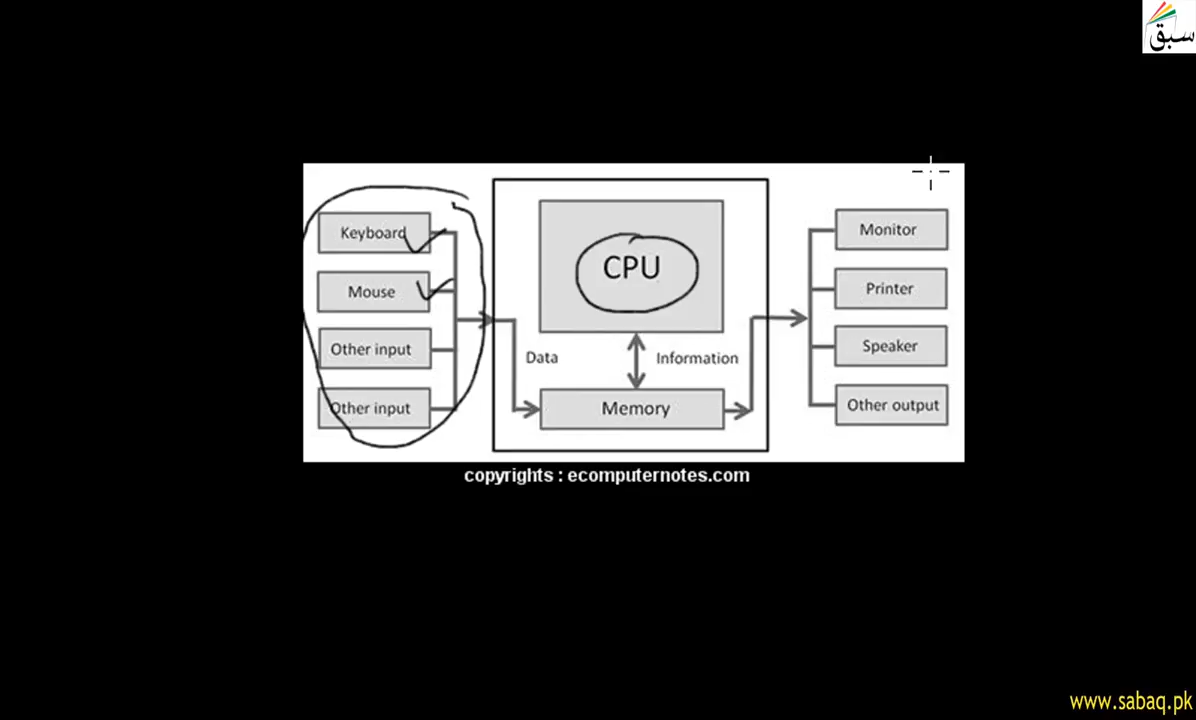 سبق
Keyboard
Mouse
Other input
Other input
CPU
Data
Information
Memory
Monitor
Printer
Speaker
Other output
copyrights : ecomputernotes.com
www.sabaq.pk